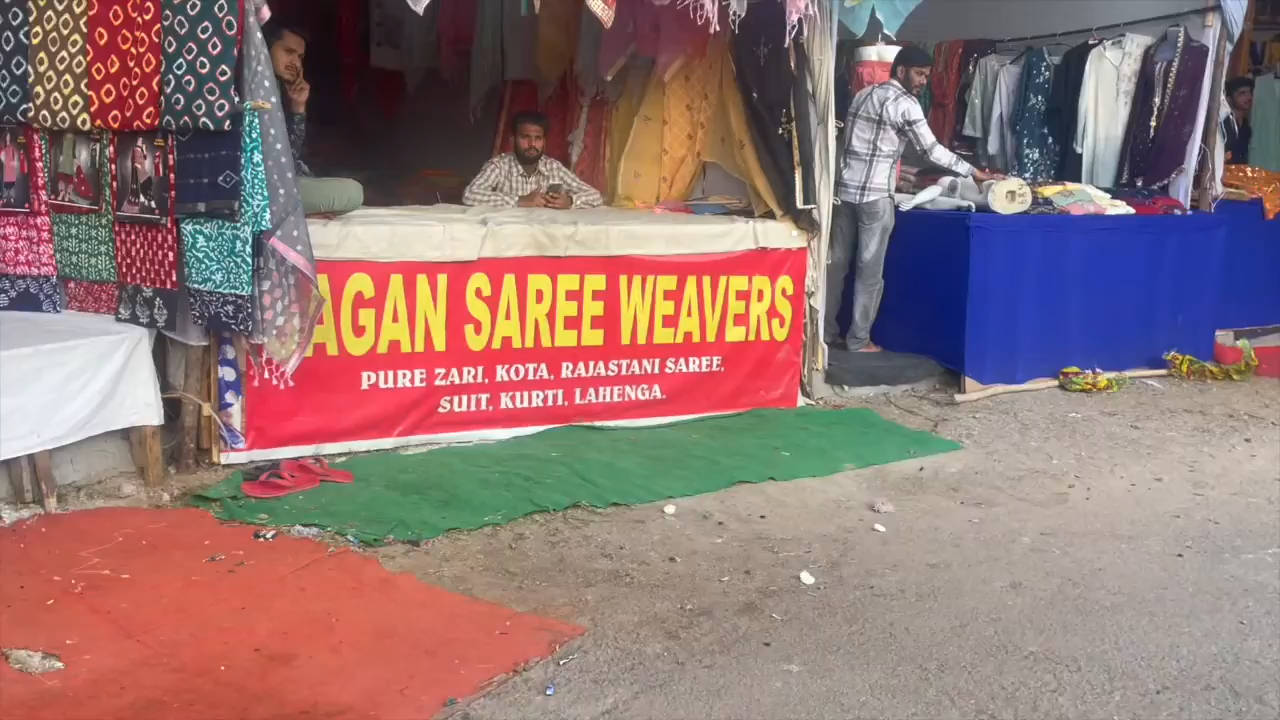 AGAN SAREE WEAVERS
PURE ZARI, KOTA, RAJASTANI SAREE,
SUIT, KURTI, LAHENGA.